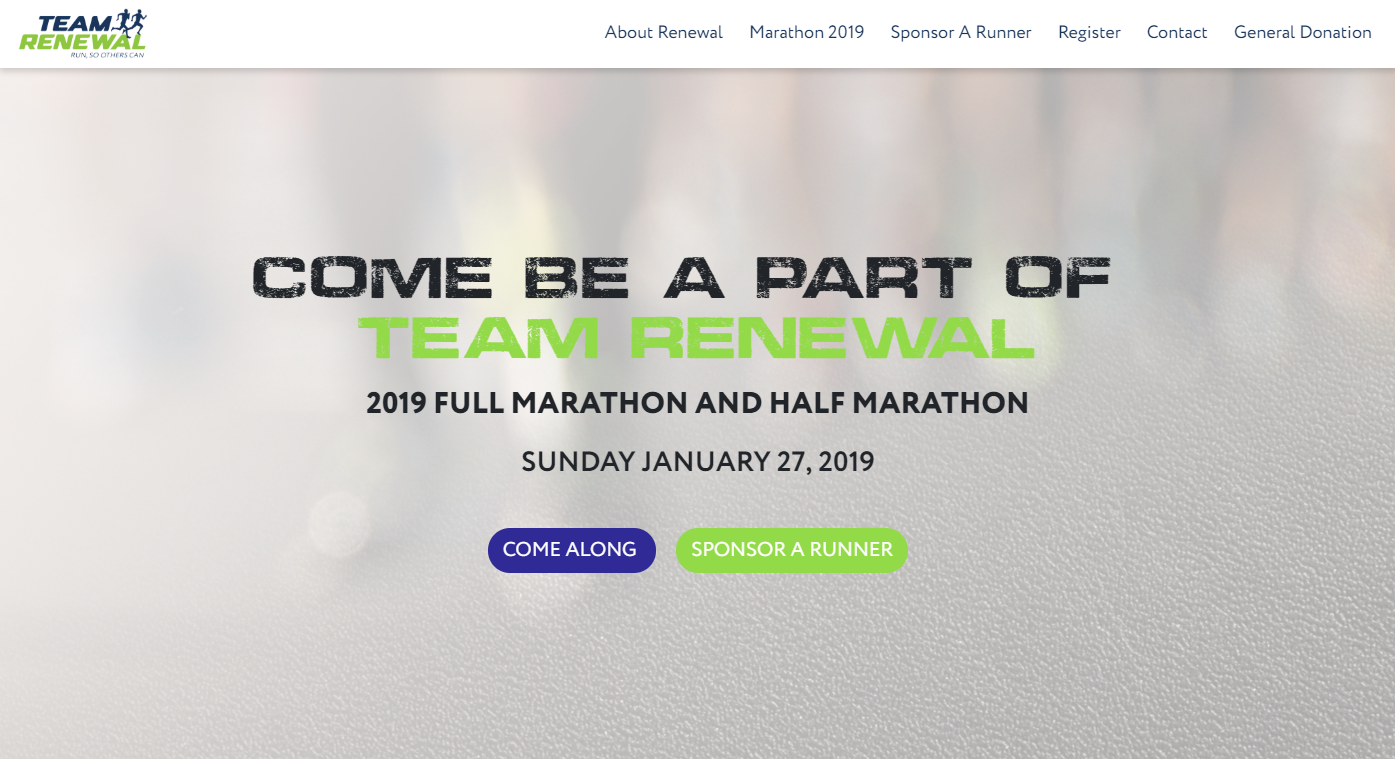 TEAM
RENEWAL
RUN, SO OTHERS CAN
About Renewal
Marathon 2019
Sponsor A Runner
Register
Contact
General Donation
COME BE A PART OF
TEAM RENEWAL
2019 FULL MARATHON AND HALF MARATHON
SUNDAY JANUARY 27, 2019
COME ALONG
SPONSOR A RUNNER